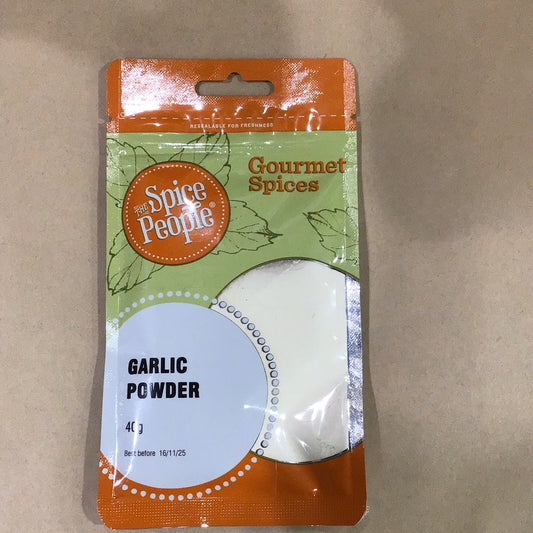 RESEALABLE FOR FRESHNESS
Gourmet
Spices
THE Spice
People®
GARLIC
POWDER
40g
Best before 16/11/25